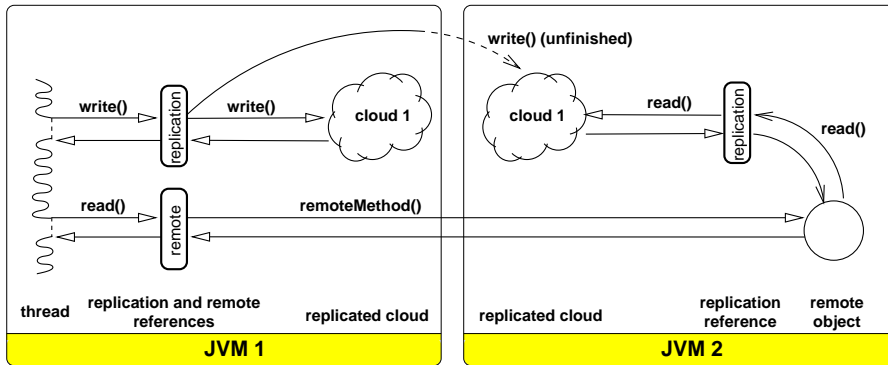 write() (unfinished)
write()
replication
write()
cloud 1
cloud 1
read()
replication
read()
read()
remote
remoteMethod()
thread
replication and remote
references
replicated cloud
replicated cloud
replication
reference
remote
object
JVM 1
JVM 2